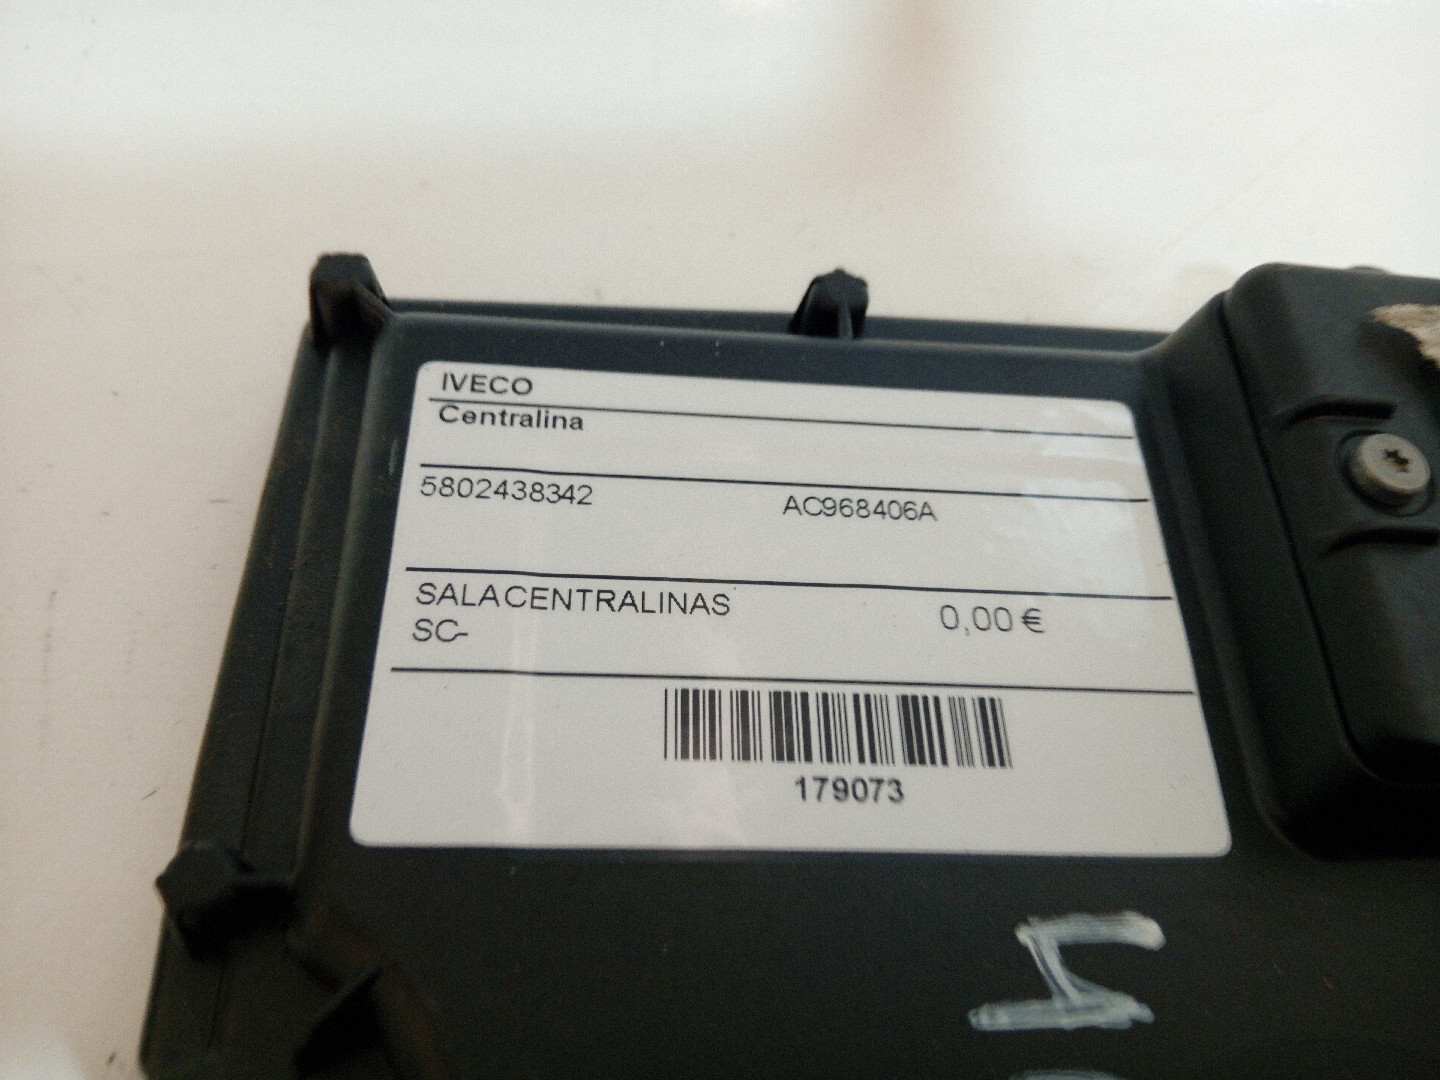 IVECO
Centralina
5802438342 AC968406A
SALACENTRALINAS 0,00 €
SC-
179073